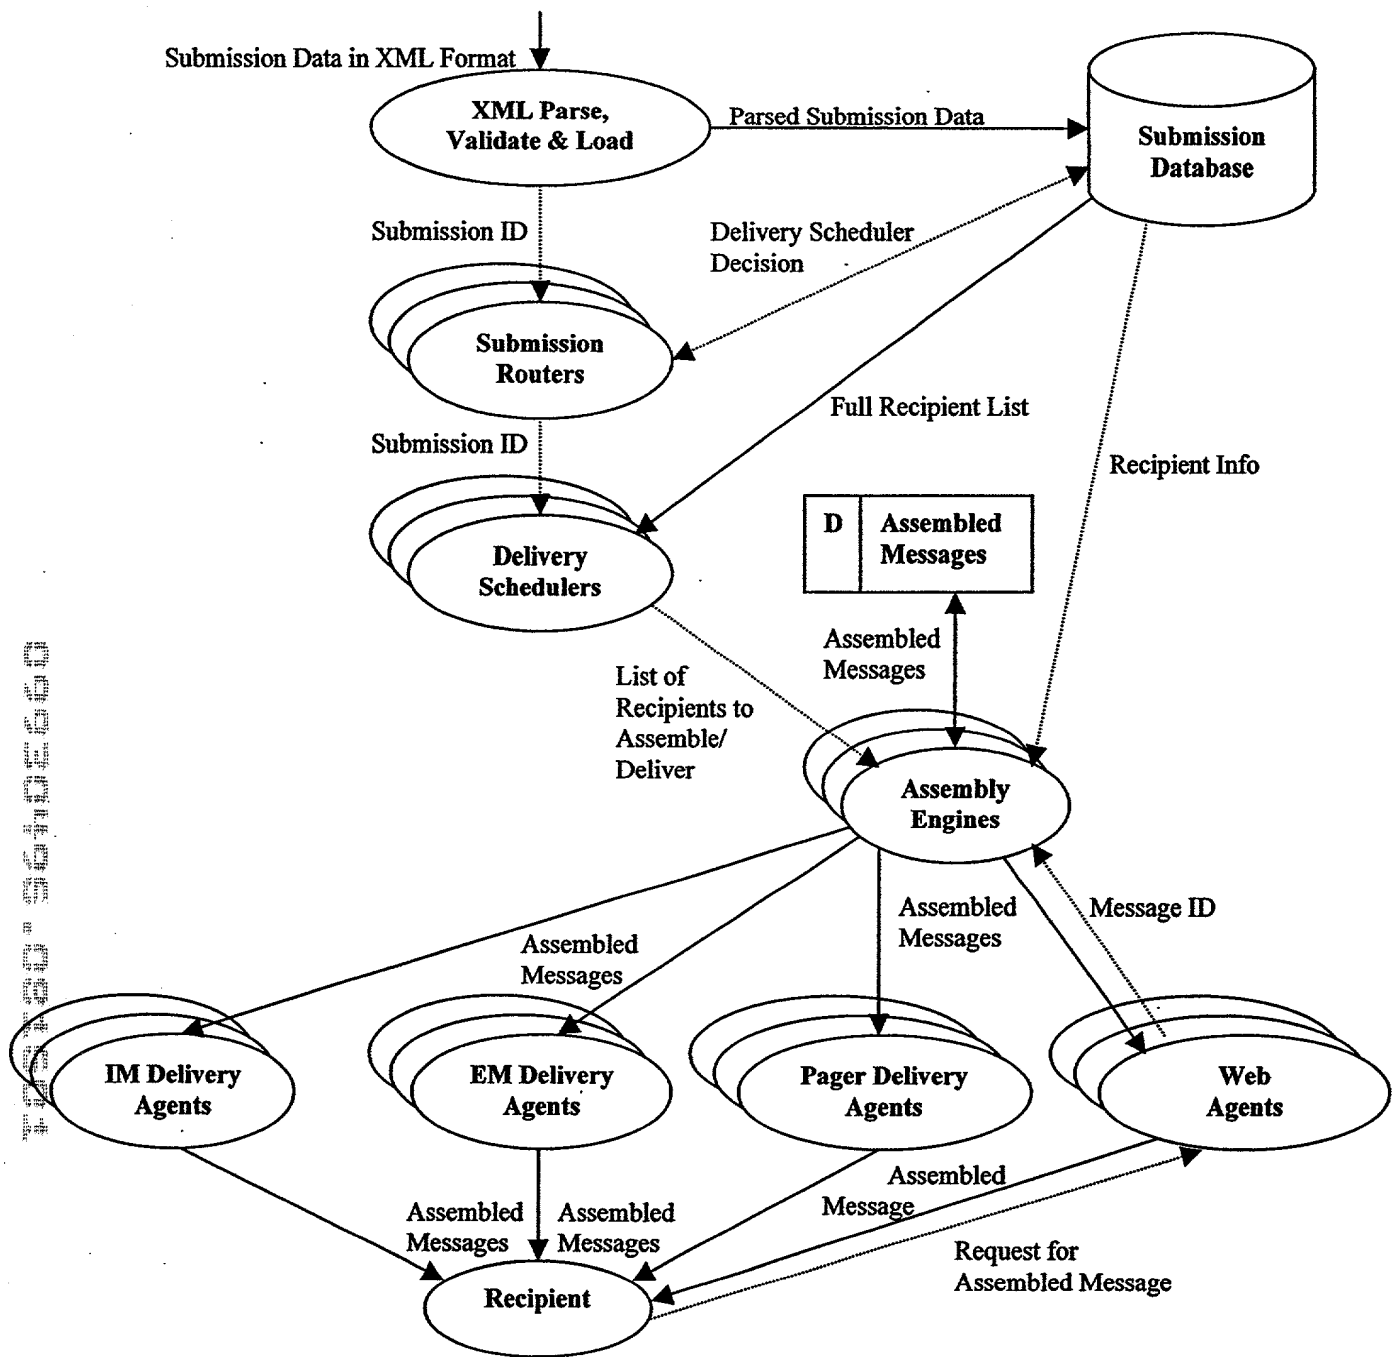 Submission Data in XML Format
XML Parse,
Validate & Load
Parsed Submission Data
Submission
Database
Submission ID
Delivery Scheduler
Decision
Submission
Routers
Full Recipient List
Submission ID
Recipient Info
D
Assembled
Messages
Delivery
Schedulers
Assembled
Messages
List of
Recipients to
Assemble/
Deliver
Assembly
Engines
Assembled
Messages
Message ID
Assembled
Messages
IM Delivery
Agents
EM Delivery
Agents
Pager Delivery
Agents
Web
Agents
Assembled
Message
Assembled
Messages
Assembled
Messages
Request for
Assembled Message
Recipient